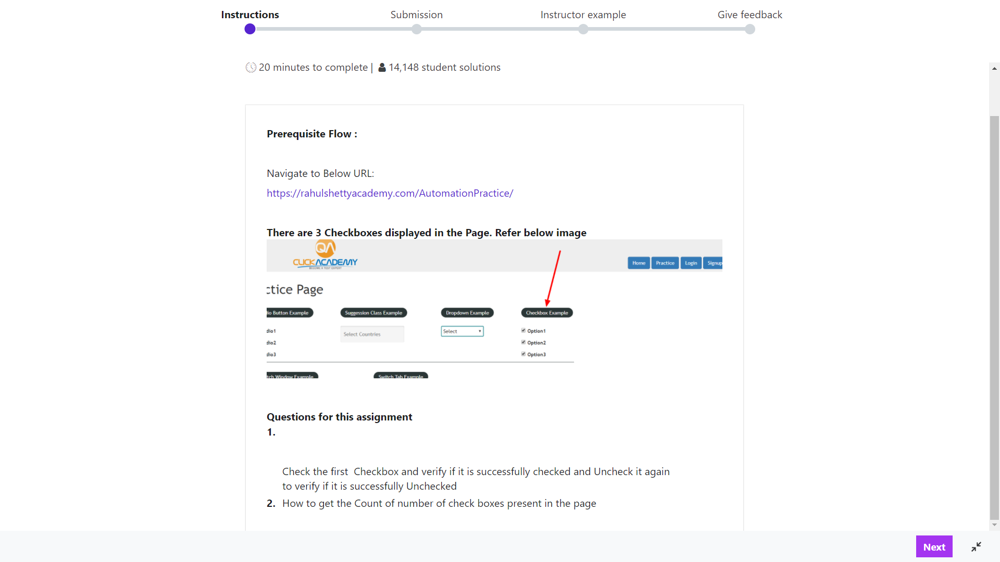 Instructions Submission Instructor example Give feedback
20 minutes to complete | 14,148 student solutions
Prerequisite Flow :
Navigate to Below URL:
https://rahulshettyacademy.com/AutomationPractice/
There are 3 Checkboxes displayed in the Page. Refer below image
QA
CLICKACADEMY
BECOME A TEST EXPERT
Home Practice Login Signup
ctice Page
io Button Example Suggession Class Example Dropdown Example Checkbox Example
dio1 Select Countries Select Option1
dio2 Option2
dio3 Option3
tch Window Example Switch Tab Example
Questions for this assignment
1.
Check the first Checkbox and verify if it is successfully checked and Uncheck it again
to verify if it is successfully Unchecked
2. How to get the Count of number of check boxes present in the page
Next